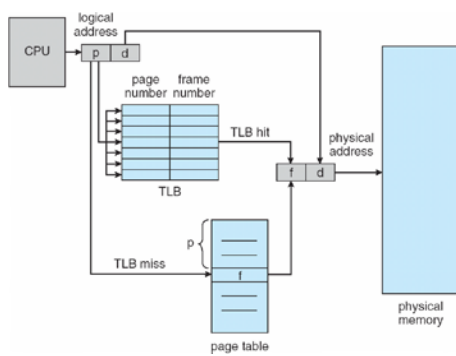 logical
address
CPU
p
d
page
number
frame
number
TLB hit
physical
address
f
d
TLB
p
TLB miss
f
physical
memory
page table